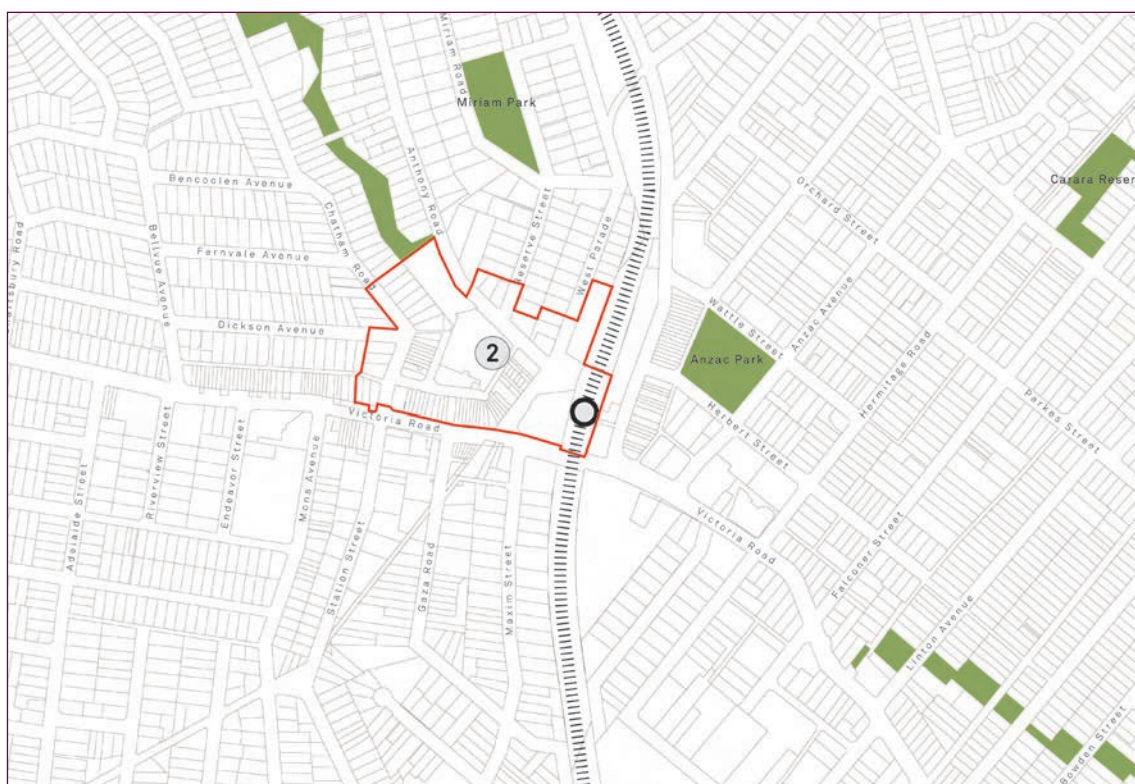 Miriam Road
Miriam Park
Bencoolen Avenue
Anthony Road
Chatham Road
Orchard Street
Carara Reser
Reserve Street
West Parade
Bellvue Avenue
Fernvale Avenue
Road
Dickson Avenue
Wattle Street
Anzac Avenue
Anzac Park
Hermitage Road
Parkes Street
2
Victoria Road
Herbert Street
Adelaide Street
Riverview Street
Endeavor Street
Mons Avenue
Station Street
Gaza Road
Maxim Street
Victoria Road
Falconer Street
Linton Avenue
Bowden Street